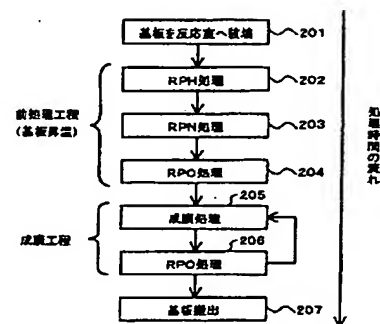 基板を反応室へ装填
201
RPH処理
202
前処理工程
(基板昇温)
RPN処理
203
RPO処理
204
205
成膜処理
成膜工程
206
RPO処理
基板搬出
207
処理時間の流れ